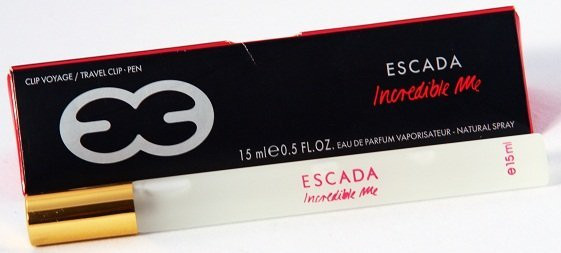 CLIP VOYAGE / TRAVEL CLIP - PEN
ESCADA
Incredible Me
15 ml e 0.5 FL.OZ. EAU DE PARFUM VAPORISATEUR - NATURAL SPRAY
ESCADA
Incredible Me
e15ml